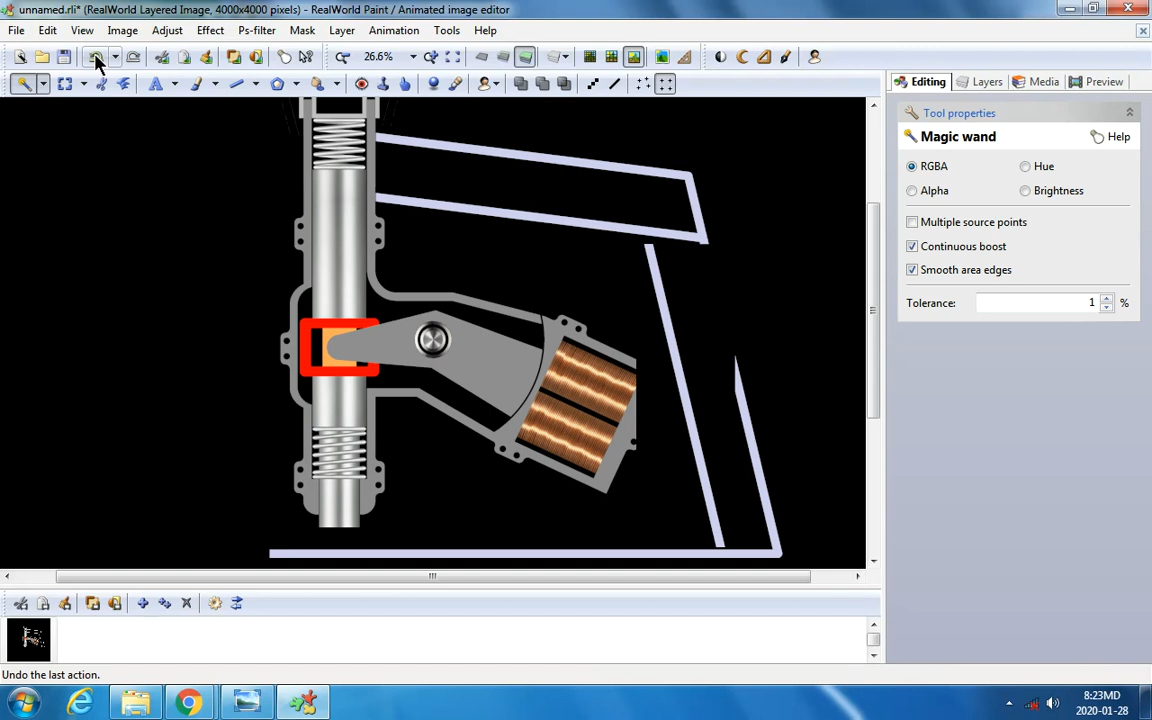 unnamed.rli* (RealWorld Layered Image, 4000x4000 pixels) - RealWorld Paint / Animated image editor
File Edit View Image Adjust Effect Ps-filter Mask Layer Animation Tools Help
26.6%
Editing Layers Media Preview
Tool properties
Magic wand Help
RGBA Hue
Alpha Brightness
Multiple source points
Continuous boost
Smooth area edges
Tolerance: 1 %
Undo the last action.
8:23MD
2020-01-28